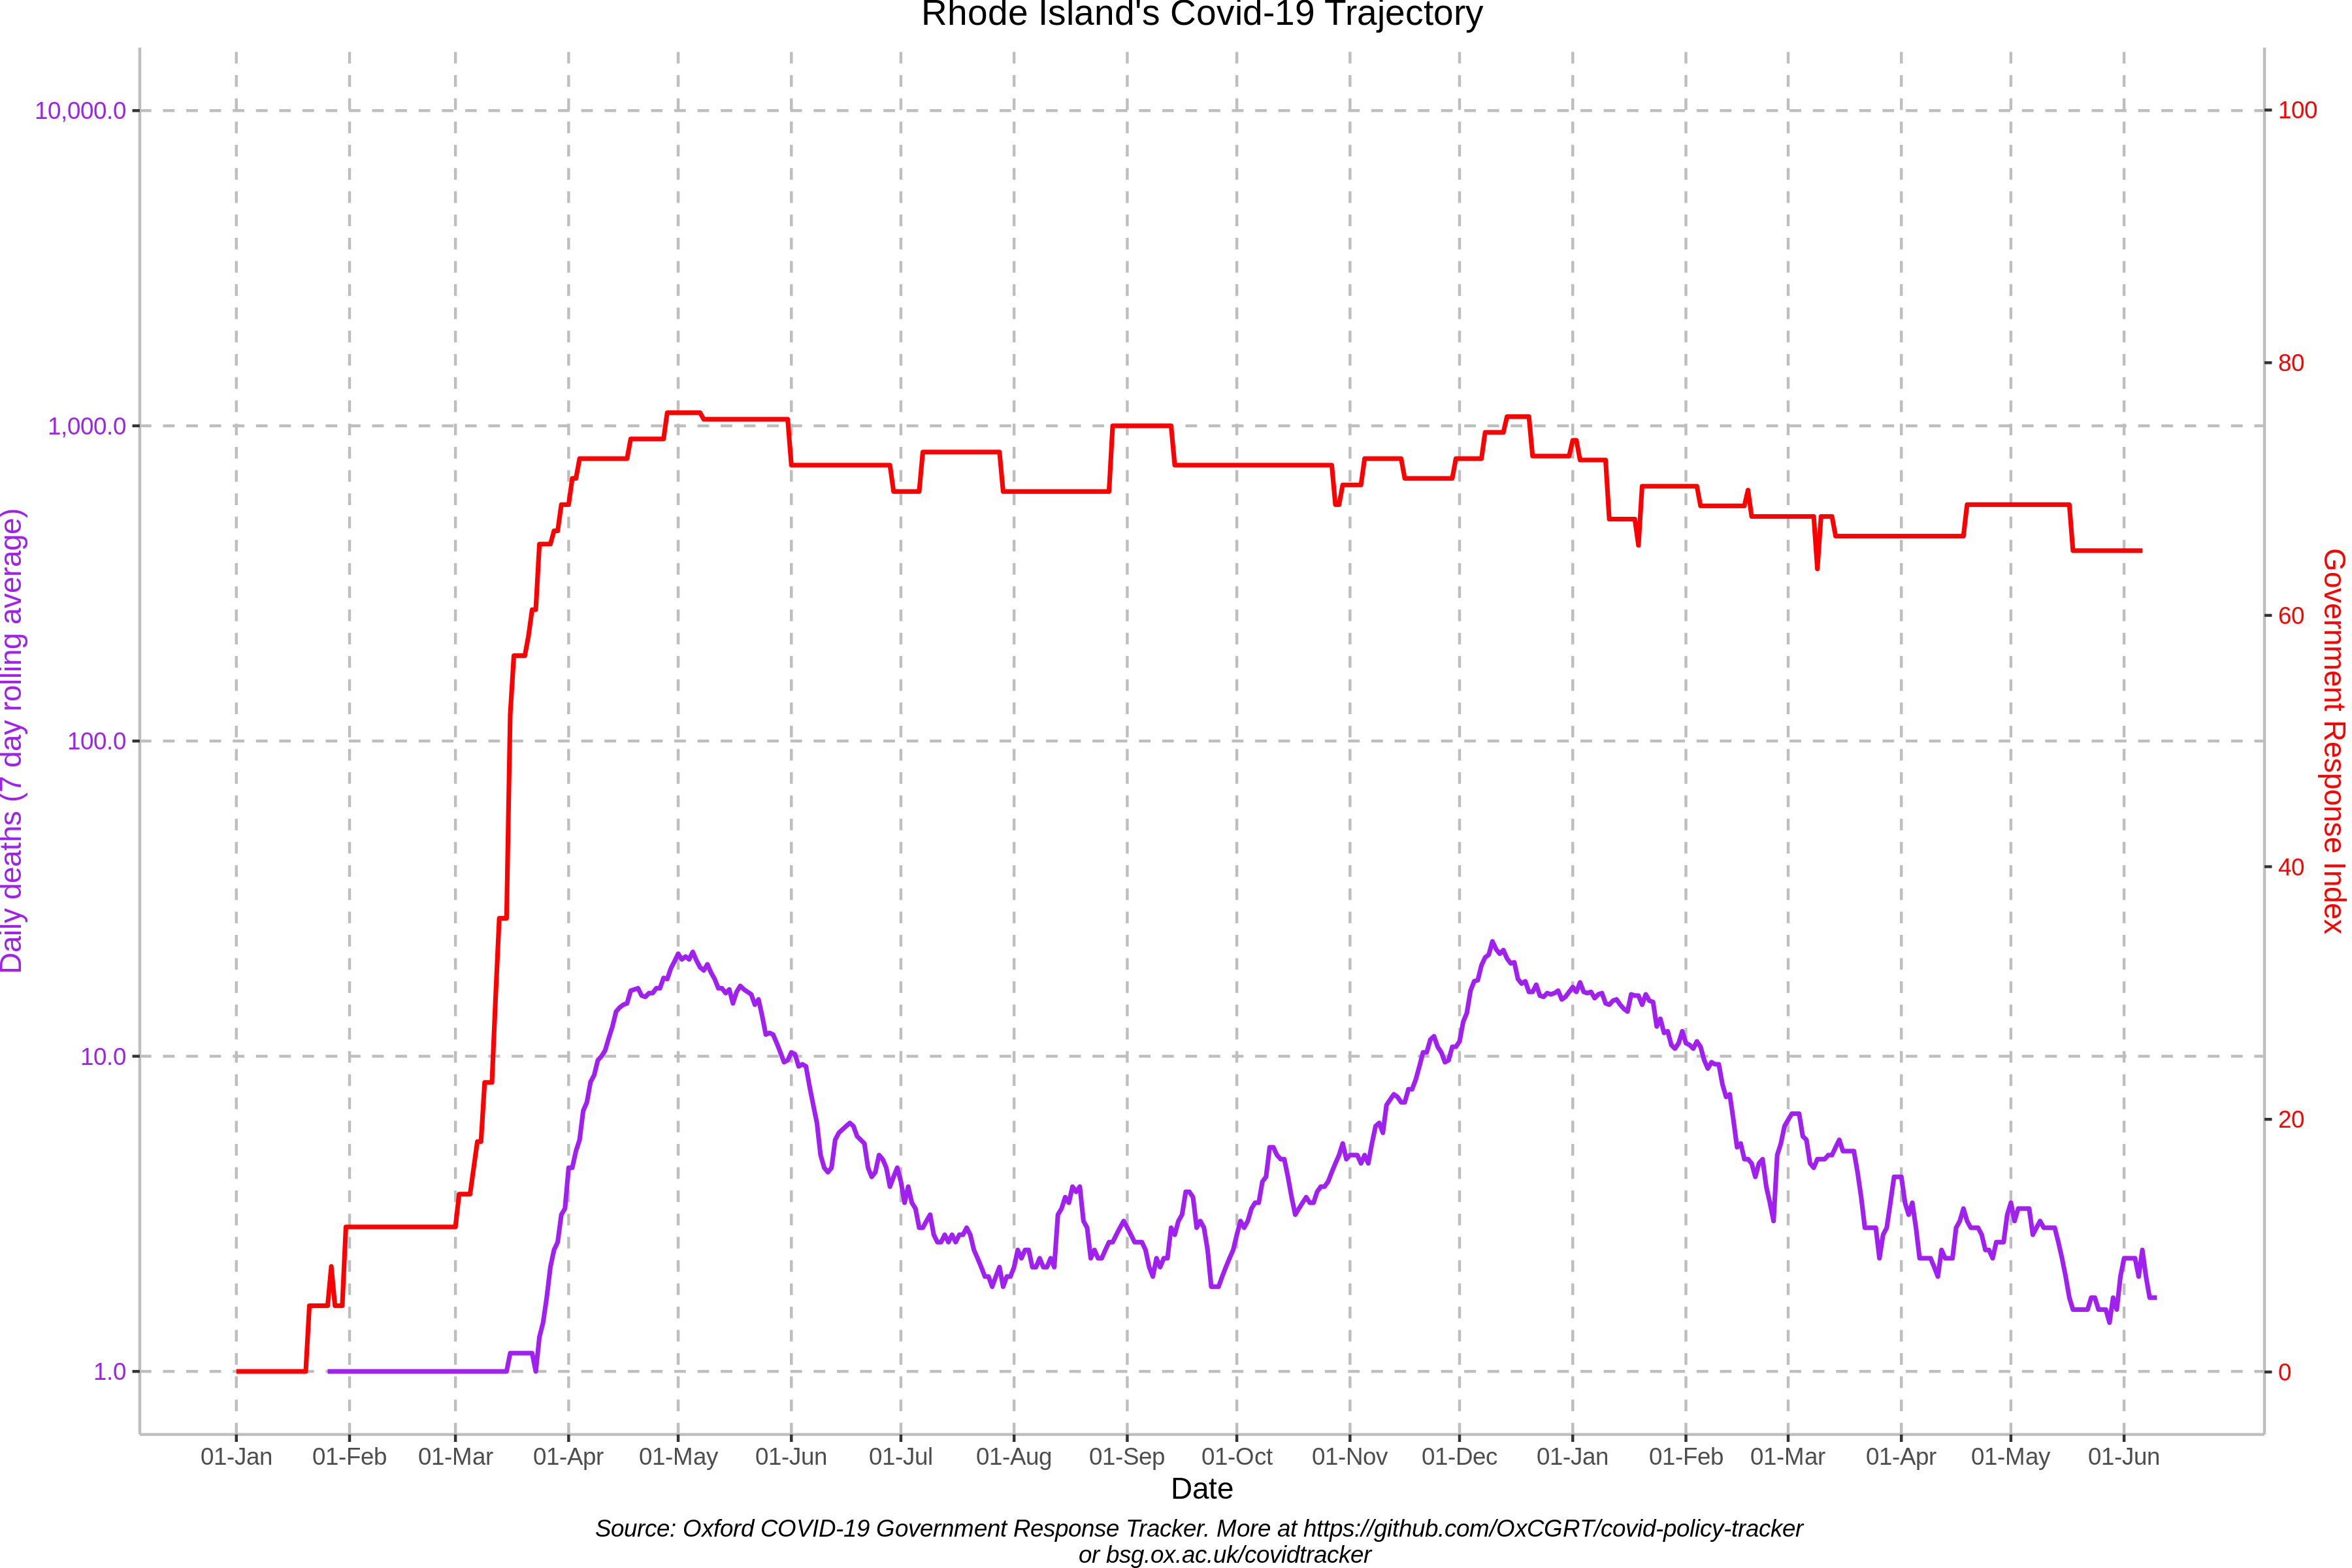 Rhode Island's Covid-19 Trajectory
10,000.0
1,000.0
100.0
10.0
1.0
Daily deaths (7 day rolling average)
100
80
60
40
20
0
Government Response Index
01-Jan 01-Feb 01-Mar 01-Apr 01-May 01-Jun 01-Jul 01-Aug 01-Sep 01-Oct 01-Nov 01-Dec 01-Jan 01-Feb 01-Mar 01-Apr 01-May 01-Jun
Date
Source: Oxford COVID-19 Government Response Tracker. More at https://github.com/OxCGRT/covid-policy-tracker
or bsg.ox.ac.uk/covidtracker